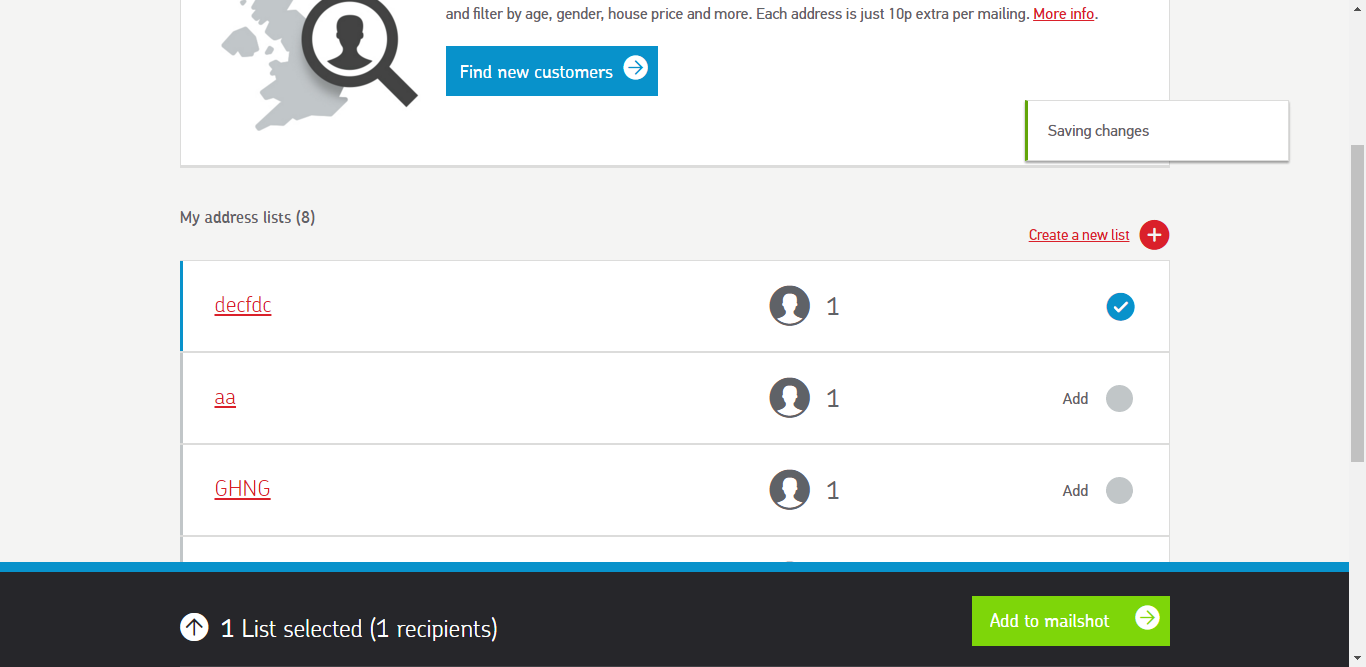 and filter by age, gender, house price and more. Each address is just 10p extra per mailing. More info.
Find new customers
Saving changes
My address lists (8)
Create a new list
decfdc 1
aa 1 Add
GHNG 1 Add
1 List selected (1 recipients)
Add to mailshot